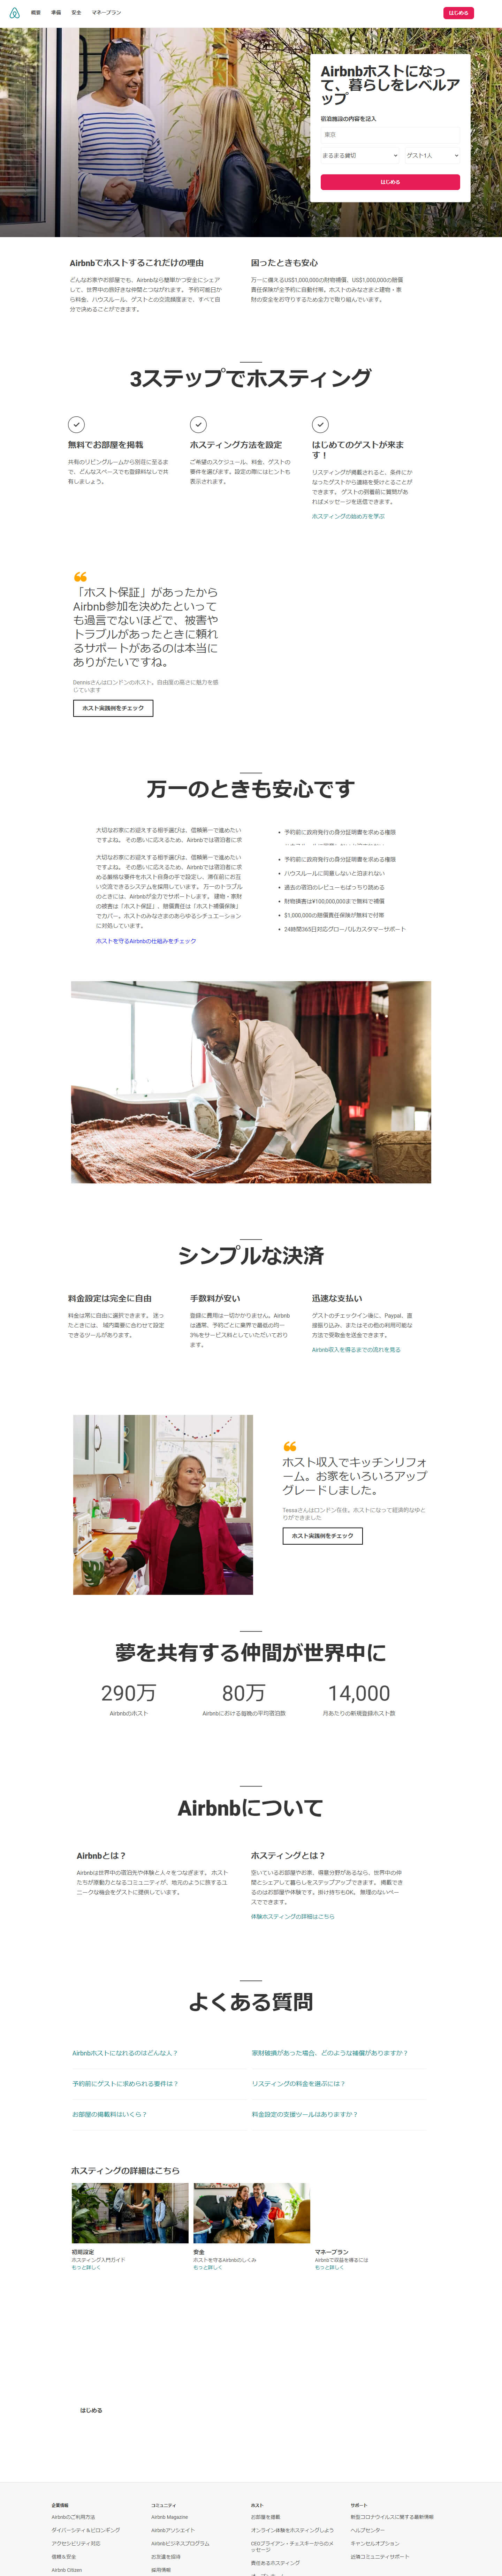 概要 準備 安全 マネープラン はじめる
Airbnbホストになっ
て、暮らしをレベルア
ップ
宿泊施設の内容を記入
東京
まるまる貸切 ゲスト1人
はじめる
Airbnbでホストするこれだけの理由
どんなお家やお部屋でも、Airbnbなら簡単かつ安全にシェア
して、世界中の旅好きな仲間とつながれます。 予約可能日か
ら料金、ハウスルール、ゲストとの交流頻度まで、すべて自
分で決めることができます。
困ったときも安心
万一に備えるUS$1,000,000の財物補償、US$1,000,000の賠償
責任保険が全予約に自動付帯。ホストのみなさまと建物・家
財の安全をお守りするため全力で取り組んでいます。
3ステップでホスティング
無料でお部屋を掲載
共有のリビングルームから別荘に至るま
で、どんなスペースでも登録料なしで共
有しましょう。
ホスティング方法を設定
ご希望のスケジュール、料金、ゲストの
要件を選びます。設定の際にはヒントも
表示されます。
はじめてのゲストが来ま
す！
リスティングが掲載されると、条件にか
なったゲストから連絡を受けとることが
できます。 ゲストの到着前に質問があ
ればメッセージを送信できます。
ホスティングの始め方を学ぶ
「ホスト保証」があったから
Airbnb参加を決めたといって
も過言でないほどで、被害や
トラブルがあったときに頼れ
るサポートがあるのは本当に
ありがたいですね。
Dennisさんはロンドンのホスト。自由度の高さに魅力を感
じています
ホスト実践例をチェック
万一のときも安心です
大切なお家にお迎えする相手選びは、信頼第一で進めたい
ですよね。 その思いに応えるため、Airbnbでは宿泊者に求
大切なお家にお迎えする相手選びは、信頼第一で進めたい
ですよね。 その思いに応えるため、Airbnbでは宿泊者に求
める厳格な要件をホスト自身の手で設定し、滞在前にお互
い交流できるシステムを採用しています。 万一のトラブル
のときには、Airbnbが全力でサポートします。 建物・家財
の被害は「ホスト保証」、賠償責任は「ホスト補償保険」
でカバー。ホストのみなさまのあらゆるシチュエーション
に対処しています。
ホストを守るAirbnbの仕組みをチェック
予約前に政府発行の身分証明書を求める権限
予約前に政府発行の身分証明書を求める権限
ハウスルールに同意しないと泊まれない
過去の宿泊のレビューもばっちり読める
財物損害は¥100,000,000まで無料で補償
$1,000,000の賠償責任保険が無料で付帯
24時間365日対応グローバルカスタマーサポート
シンプルな決済
料金設定は完全に自由
料金は常に自由に選択できます。 迷っ
たときには、 域内需要に合わせて設定
できるツールがあります。
手数料が安い
登録に費用は一切かかりません。Airbnb
は通常、予約ごとに業界で最低の均一
3%をサービス料としていただいており
ます。
迅速な支払い
ゲストのチェックイン後に、Paypal、直
接振り込み、またはその他の利用可能な
方法で受取金を送金できます。
Airbnb収入を得るまでの流れを見る
ホスト収入でキッチンリフォ
ーム。お家をいろいろアップ
グレードしました。
Tessaさんはロンドン在住。ホストになって経済的なゆと
りができました
ホスト実践例をチェック
夢を共有する仲間が世界中に
290万
Airbnbのホスト
80万
Airbnbにおける毎晩の平均宿泊数
14,000
月あたりの新規登録ホスト数
Airbnbについて
Airbnbとは？
Airbnbは世界中の宿泊先や体験と人々をつなぎます。 ホスト
たちが原動力となるコミュニティが、地元のように旅するユ
ニークな機会をゲストに提供しています。
ホスティングとは？
空いているお部屋やお家、得意分野があるなら、世界中の仲
間とシェアして暮らしをステップアップできます。 掲載でき
るのはお部屋や体験です。掛け持ちもOK。 無理のないペー
スでできます。
体験ホスティングの詳細はこちら
よくある質問
Airbnbホストになれるのはどんな人？
家財破損があった場合、どのような補償がありますか？
予約前にゲストに求められる要件は？
リスティングの料金を選ぶには？
お部屋の掲載料はいくら？
料金設定の支援ツールはありますか？
ホスティングの詳細はこちら
初期設定
ホスティング入門ガイド
もっと詳しく
安全
ホストを守るAirbnbのしくみ
もっと詳しく
マネープラン
Airbnbで収益を得るには
もっと詳しく
はじめる
企業情報
Airbnbのご利用方法
ダイバーシティ & ビロンギング
アクセシビリティ対応
信頼＆安全
Airbnb Citizen
コミュニティ
Airbnb Magazine
Airbnbアソシエイト
Airbnbビジネスプログラム
お友達を招待
採用情報
ホスト
お部屋を掲載
オンライン体験をホスティングしよう
CEOブライアン・チェスキーからのメ
ッセージ
責任あるホスティング
サポート
新型コロナウイルスに関する最新情報
ヘルプセンター
キャンセルオプション
近隣コミュニティサポート